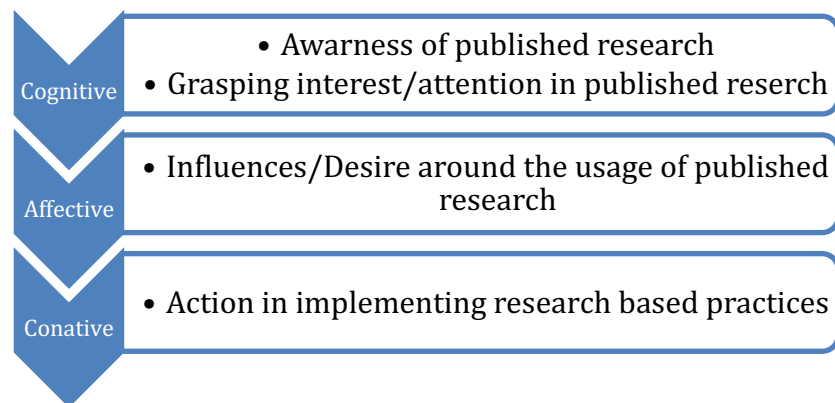 Cognitive
• Awarness of published research
• Grasping interest/attention in published reserch
Affective
• Influences/Desire around the usage of published
research
Conative
• Action in implementing research based practices